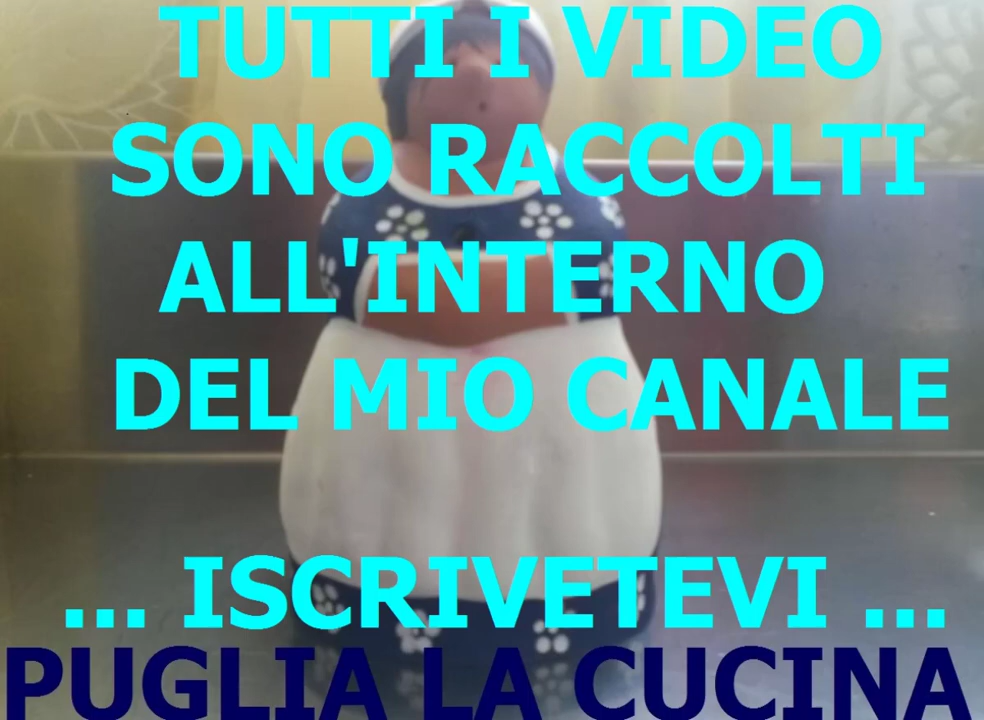 TUTTI I VIDEO
SONO RACCOLTI
ALL'INTERNO
DEL MIO CANALE
... ISCRIVETEVI ...
PUGLIA LA CUCINA